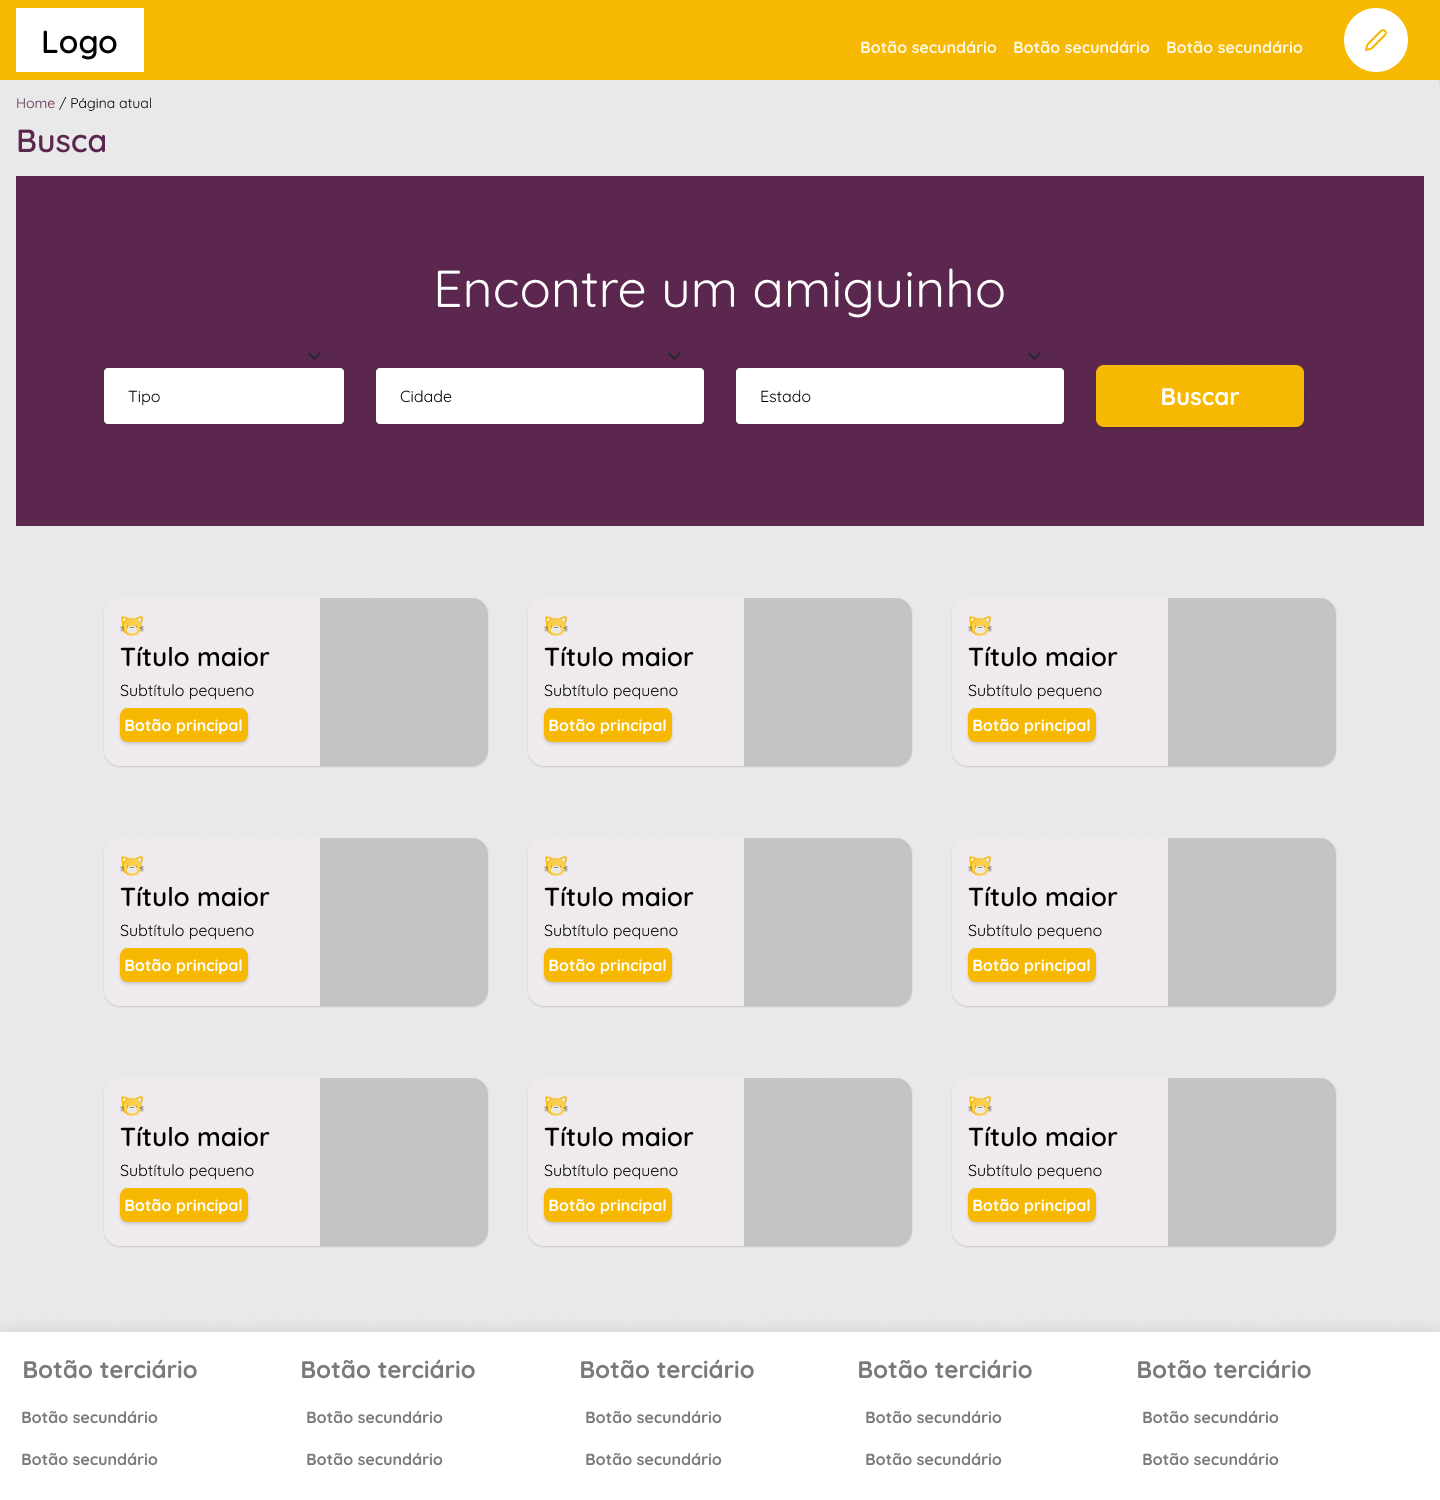 Logo
Botão secundário Botão secundário Botão secundário
Home / Página atual
Busca
Encontre um amiguinho
Tipo Cidade Estado Buscar
Título maior Título maior Título maior
Subtítulo pequeno Subtítulo pequeno Subtítulo pequeno
Botão principal Botão principal Botão principal
Título maior Título maior Título maior
Subtítulo pequeno Subtítulo pequeno Subtítulo pequeno
Botão principal Botão principal Botão principal
Título maior Título maior Título maior
Subtítulo pequeno Subtítulo pequeno Subtítulo pequeno
Botão principal Botão principal Botão principal
Botão terciário Botão terciário Botão terciário Botão terciário Botão terciário
Botão secundário Botão secundário Botão secundário Botão secundário Botão secundário
Botão secundário Botão secundário Botão secundário Botão secundário Botão secundário